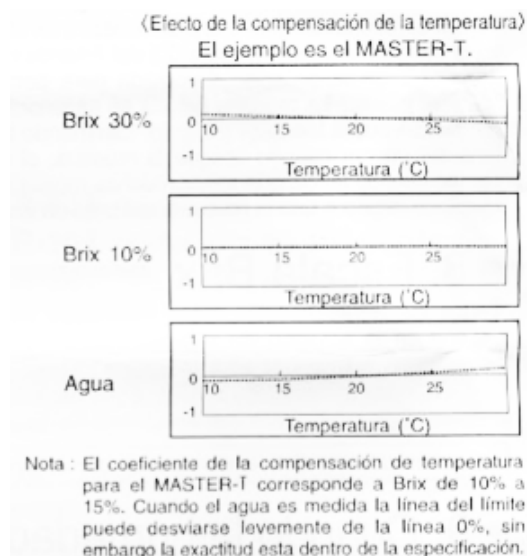 〈Efecto de la compensación de la temperatura〉
El ejemplo es el MASTER-T.
1
Brix 30%
0
10 15 20 25
-1
Temperatura (°C)
1
Brix 10%
0
10 15 20 25
-1
Temperatura (°C)
1
Agua
0
10 15 20 25
-1
Temperatura (°C)
Nota : El coeficiente de la compensación de temperatura
para el MASTER-T corresponde a Brix de 10% a
15%. Cuando el agua es medida la línea del límite
puede desviarse levemente de la línea 0%, sin
embargo la exactitud esta dentro de la especificación.